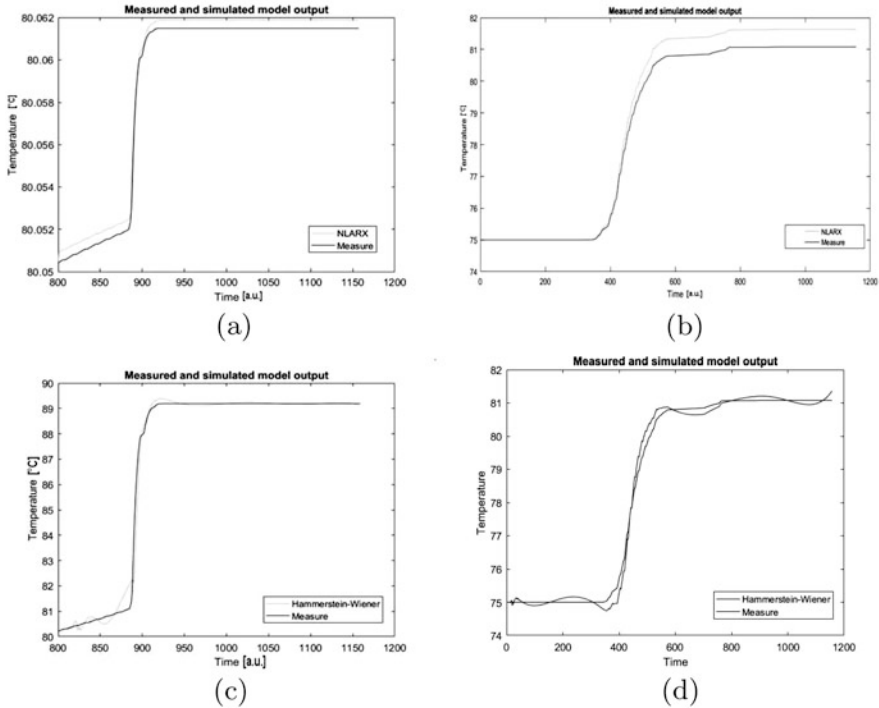 Measured and simulated model output
80.062
80.06
80.058
80.056
80.054
80.052
80.05
Temperature [°C]
800 850 900 950 1000 1050 1100 1150 1200
Time [a.u.]
NLARX
Measure
(a)
Measured and simulated model output
82
81
80
79
78
77
76
75
74
Temperature [°C]
0 200 400 600 800 1000 1200
Time [a.u.]
NLARX
Measure
(b)
Measured and simulated model output
90
89
88
87
86
85
84
83
82
81
80
Temperature [°C]
800 850 900 950 1000 1050 1100 1150 1200
Time [a.u.]
Hammerstein-Wiener
Measure
(c)
Measured and simulated model output
82
81
80
79
78
77
76
75
74
Temperature
0 200 400 600 800 1000 1200
Time
Hammerstein-Wiener
Measure
(d)